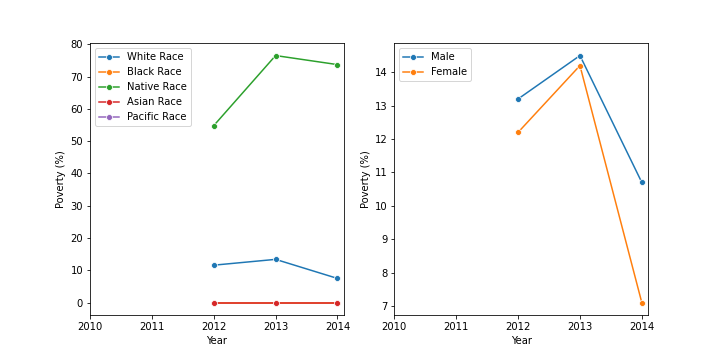 80
70
60
50
40
30
20
10
0
Poverty (%)
White Race
Black Race
Native Race
Asian Race
Pacific Race
2010 2011 2012 2013 2014
Year
14
13
12
11
10
9
8
7
Poverty (%)
Male
Female
2010 2011 2012 2013 2014
Year